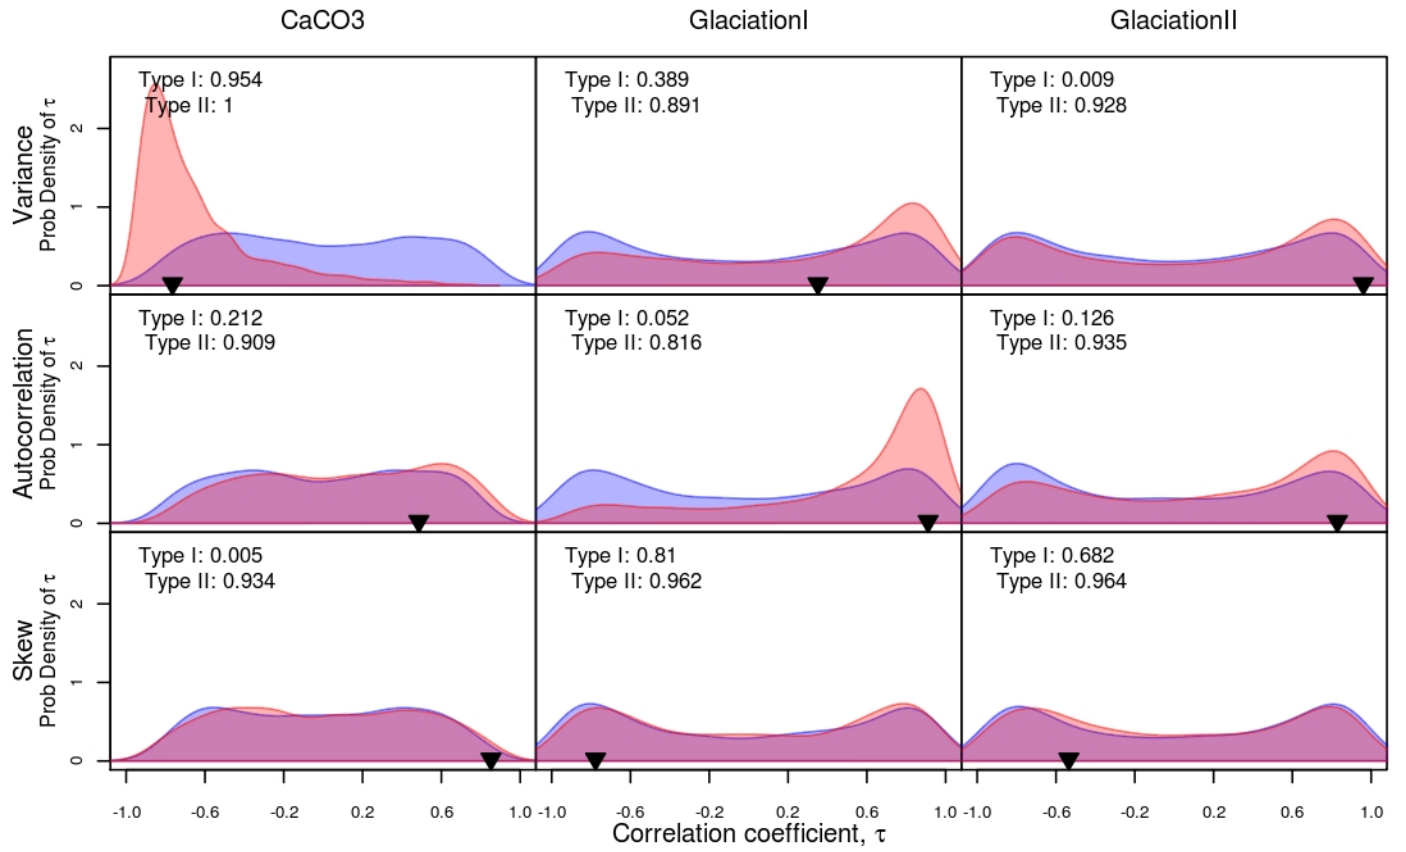 CaCO3 GlaciationI GlaciationII
Variance
Prob Density of τ
0 1 2
Type I: 0.954
Type II: 1
Type I: 0.389
Type II: 0.891
Type I: 0.009
Type II: 0.928
Autocorrelation
Prob Density of τ
0 1 2
Type I: 0.212
Type II: 0.909
Type I: 0.052
Type II: 0.816
Type I: 0.126
Type II: 0.935
Skew
Prob Density of τ
0 1 2
Type I: 0.005
Type II: 0.934
Type I: 0.81
Type II: 0.962
Type I: 0.682
Type II: 0.964
-1.0 -0.6 -0.2 0.2 0.6 1.0 -1.0 -0.6 -0.2 0.2 0.6 1.0 -1.0 -0.6 -0.2 0.2 0.6 1.0
Correlation coefficient, τ